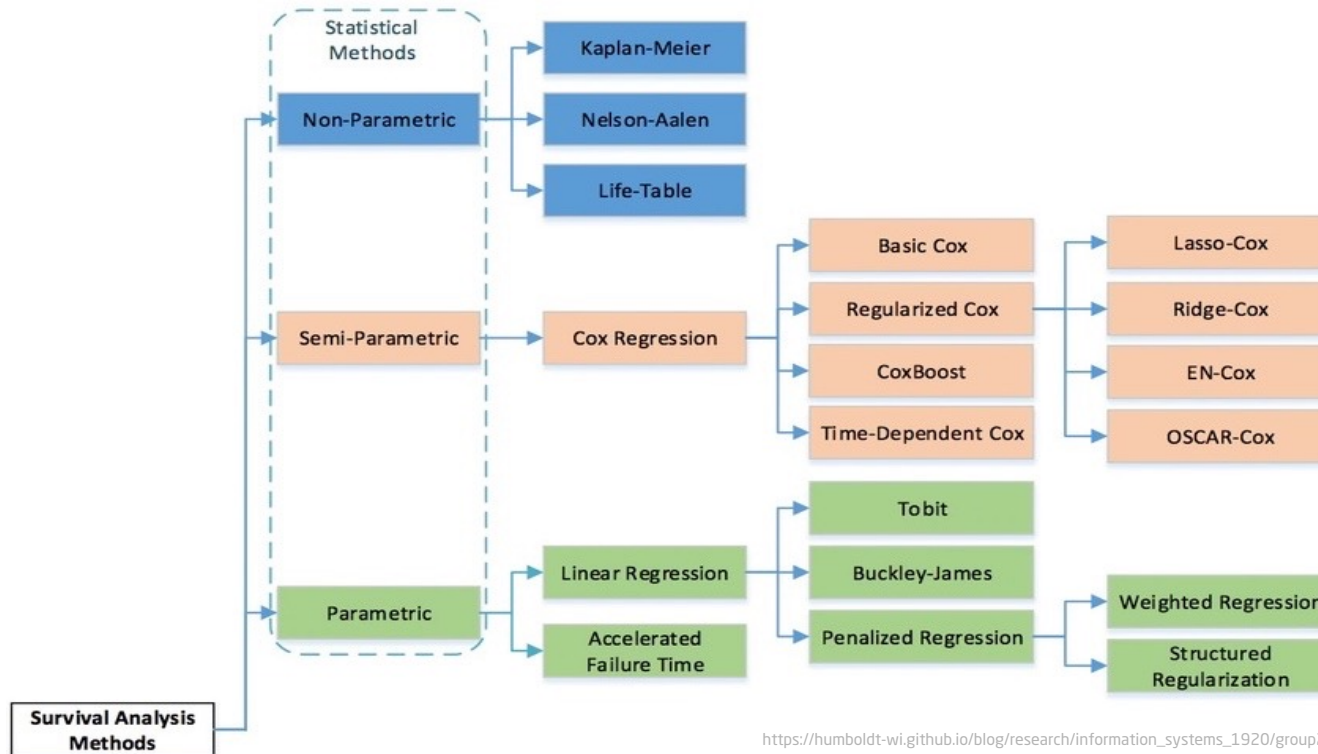 Statistical
Methods
Kaplan-Meier
Non-Parametric
Nelson-Aalen
Life-Table
Basic Cox
Lasso-Cox
Regularized Cox
Ridge-Cox
Semi-Parametric
Cox Regression
CoxBoost
EN-Cox
Time-Dependent Cox
OSCAR-Cox
Tobit
Linear Regression
Buckley-James
Parametric
Weighted Regression
Accelerated
Failure Time
Penalized Regression
Structured
Regularization
Survival Analysis
Methods
https://humboldt-wi.github.io/blog/research/information_systems_1920/group2